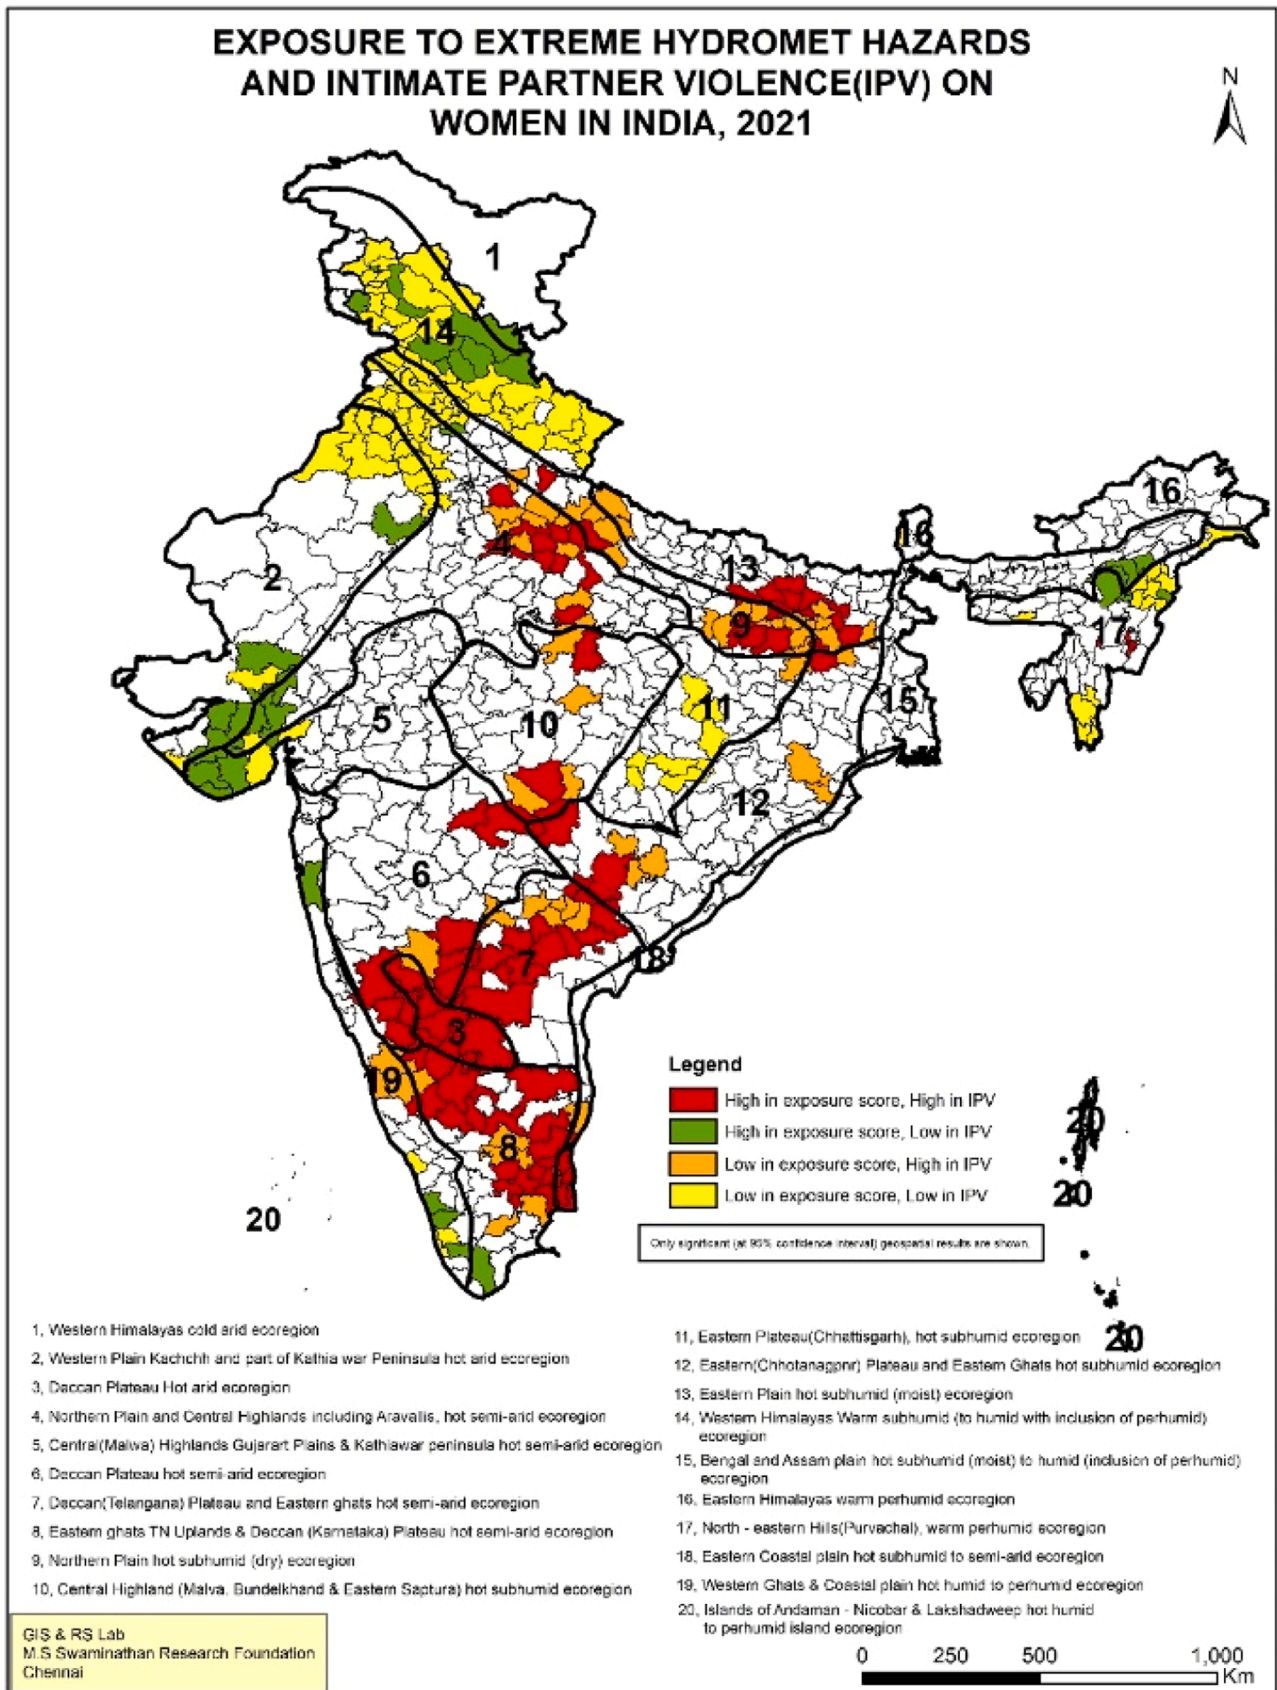 EXPOSURE TO EXTREME HYDROMET HAZARDS
AND INTIMATE PARTNER VIOLENCE(IPV) ON
WOMEN IN INDIA, 2021
N
1
14
16
16
4
2
13
9
17
5
11
15
10
12
6
7
18
3
19
8
20
20
20
20
Legend
High in exposure score, High in IPV
High in exposure score, Low in IPV
Low in exposure score, High in IPV
Low in exposure score, Low in IPV
Only significant (at 95% confidence interval) geospatial results are shown.
1, Western Himalayas cold arid ecoregion
2, Western Plain Kachchh and part of Kathia war Peninsula hot arid ecoregion
3, Deccan Plateau Hot arid ecoregion
4, Northern Plain and Central Highlands including Aravallis, hot semi-arid ecoregion
5, Central(Malwa) Highlands Gujarart Plains & Kathiawar peninsula hot semi-arid ecoregion
6, Deccan Plateau hot semi-arid ecoregion
7, Deccan(Telangana) Plateau and Eastern ghats hot semi-arid ecoregion
8, Eastern ghats TN Uplands & Deccan (Karnataka) Plateau hot semi-arid ecoregion
9, Northern Plain hot subhumid (dry) ecoregion
10, Central Highland (Malva, Bundelkhand & Eastern Saptura) hot subhumid ecoregion
11, Eastern Plateau(Chhattisgarh), hot subhumid ecoregion
12, Eastern(Chhotanagpnr) Plateau and Eastern Ghats hot subhumid ecoregion
13, Eastern Plain hot subhumid (moist) ecoregion
14, Western Himalayas Warm subhumid (to humid with inclusion of perhumid)
ecoregion
15, Bengal and Assam plain hot subhumid (moist) to humid (inclusion of perhumid)
ecoregion
16, Eastern Himalayas warm perhumid ecoregion
17, North - eastern Hills(Purvachal), warm perhumid ecoregion
18, Eastern Coastal plain hot subhumid to semi-arid ecoregion
19, Western Ghats & Coastal plain hot humid to perhumid ecoregion
20, Islands of Andaman - Nicobar & Lakshadweep hot humid
to perhumid island ecoregion
GIS & RS Lab
M.S Swaminathan Research Foundation
Chennai
0 250 500 1,000
Km